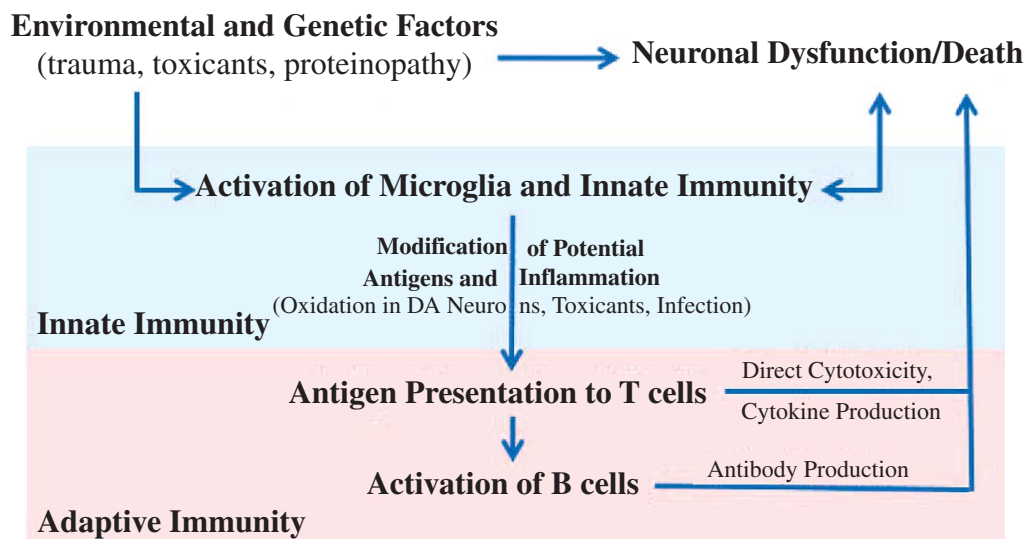 Environmental and Genetic Factors
(trauma, toxicants, proteinopathy)
Neuronal Dysfunction/Death
Activation of Microglia and Innate Immunity
Modification of Potential
Antigens and Inflammation
(Oxidation in DA Neurons, Toxicants, Infection)
Innate Immunity
Antigen Presentation to T cells
Direct Cytotoxicity,
Cytokine Production
Activation of B cells
Antibody Production
Adaptive Immunity